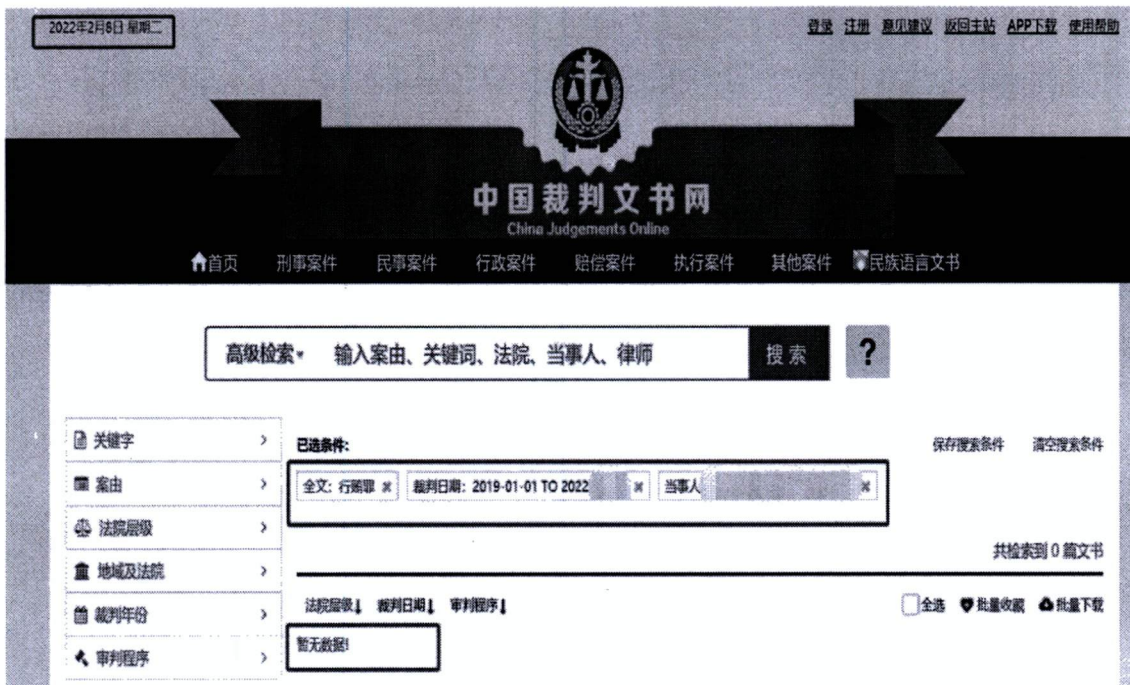 2022年2月8日 星期二
登录 注册 意见建议 返回主站 APP下载 使用帮助
中国裁判文书网
China Judgements Online
首页 刑事案件 民事案件 行政案件 赔偿案件 执行案件 其他案件 民族语言文书
高级检索 输入案由、关键词、法院、当事人、律师 搜索 ?
关键字
已选条件:
保存搜索条件 清空搜索条件
案由
全文:行贿罪 裁判日期:2019-01-01 TO 2022 当事人
法院层级
共检索到 0 篇文书
地域及法院
法院层级 裁判日期 审判程序
全选 批量收藏 批量下载
裁判年份
暂无数据!
审判程序